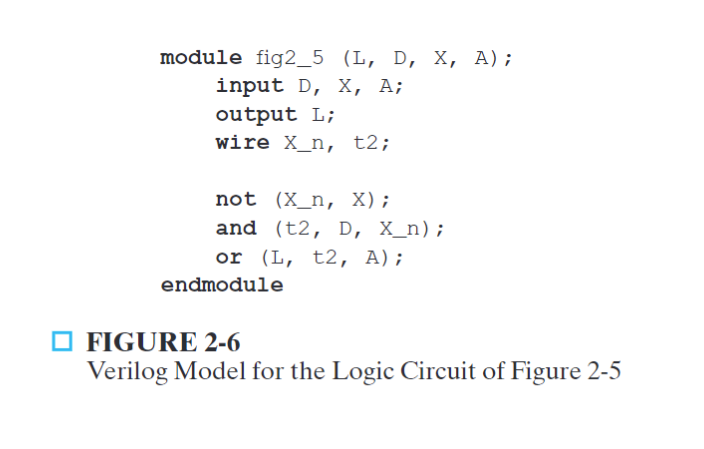 module fig2_5 (L, D, X, A);
input D, X, A;
output L;
wire X_n, t2;
not (X_n, X);
and (t2, D, X_n);
or (L, t2, A);
endmodule
FIGURE 2-6
Verilog Model for the Logic Circuit of Figure 2-5